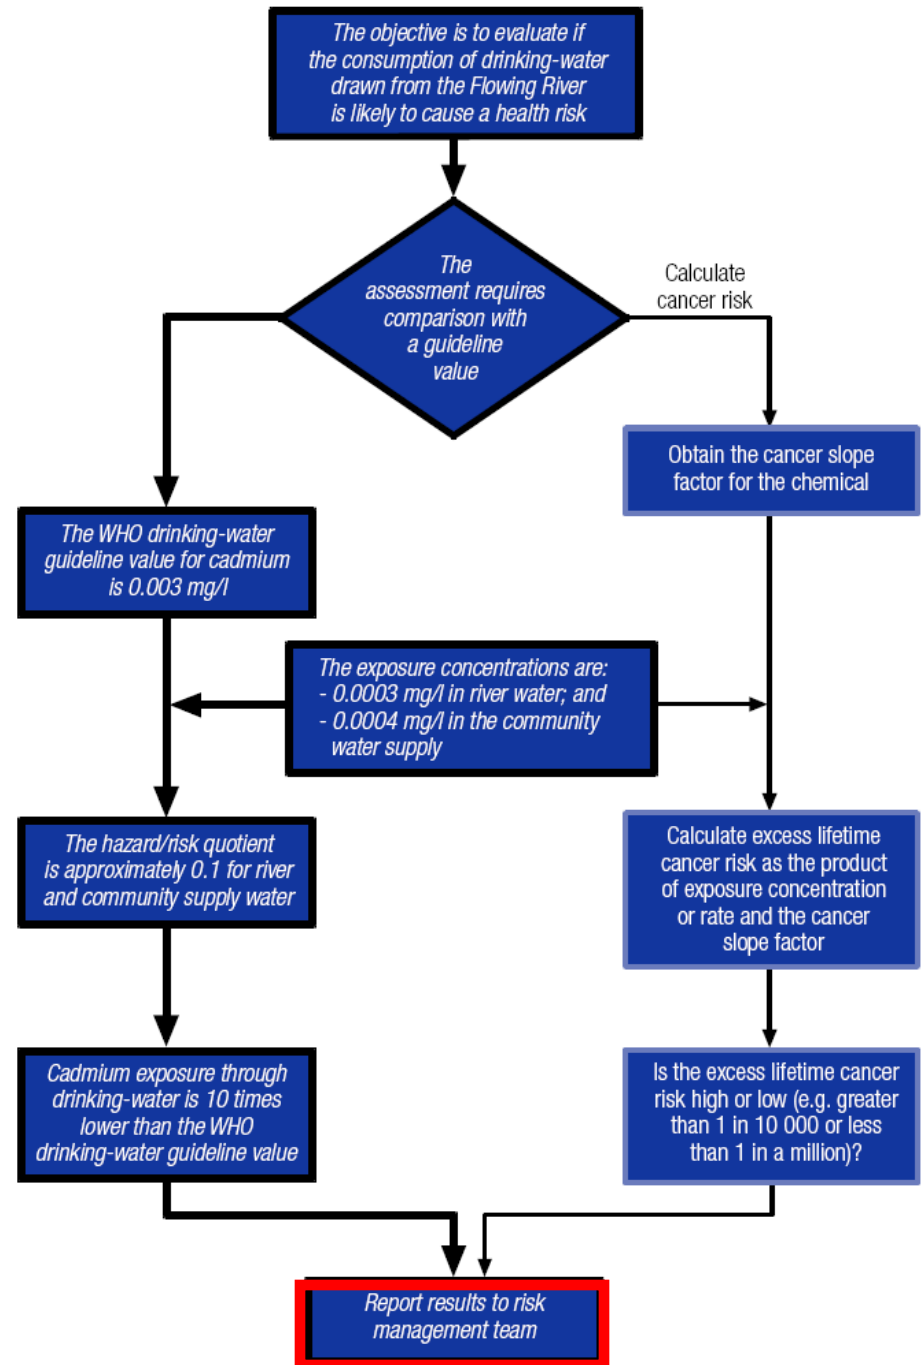 The objective is to evaluate if
the consumption of drinking-water
drawn from the Flowing River
is likely to cause a health risk
The
assessment requires
comparison with
a guideline
value
Calculate
cancer risk
Obtain the cancer slope
factor for the chemical
The WHO drinking-water
guideline value for cadmium
is 0.003 mg/l
The exposure concentrations are:
- 0.0003 mg/l in river water; and
- 0.0004 mg/l in the community
water supply
The hazard/risk quotient
is approximately 0.1 for river
and community supply water
Calculate excess lifetime
cancer risk as the product
of exposure concentration
or rate and the cancer
slope factor
Cadmium exposure through
drinking-water is 10 times
lower than the WHO
drinking-water guideline value
Is the excess lifetime cancer
risk high or low (e.g. greater
than 1 in 10 000 or less
than 1 in a million)?
Report results to risk
management team